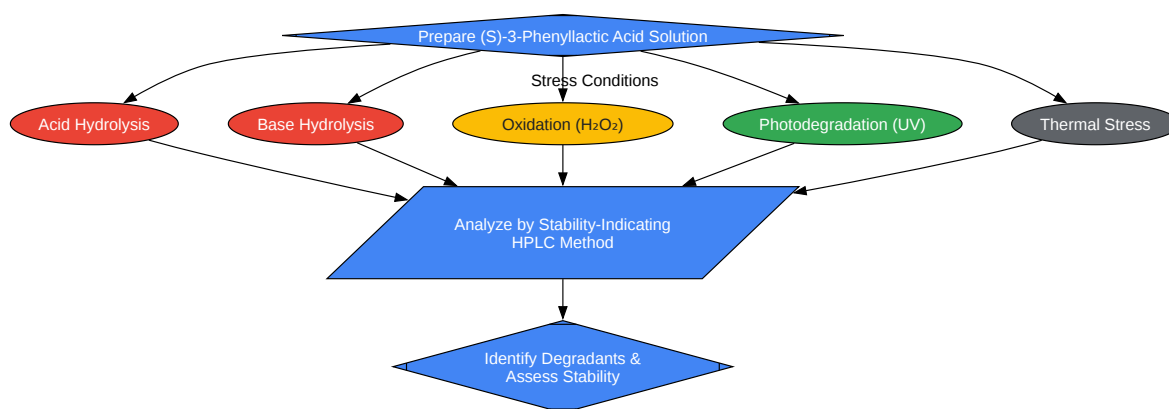 Prepare (S)-3-Phenyllactic Acid Solution
Stress Conditions
Acid Hydrolysis
Base Hydrolysis
Oxidation (H₂O₂)
Photodegradation (UV)
Thermal Stress
Analyze by Stability-Indicating
HPLC Method
Identify Degradants &
Assess Stability